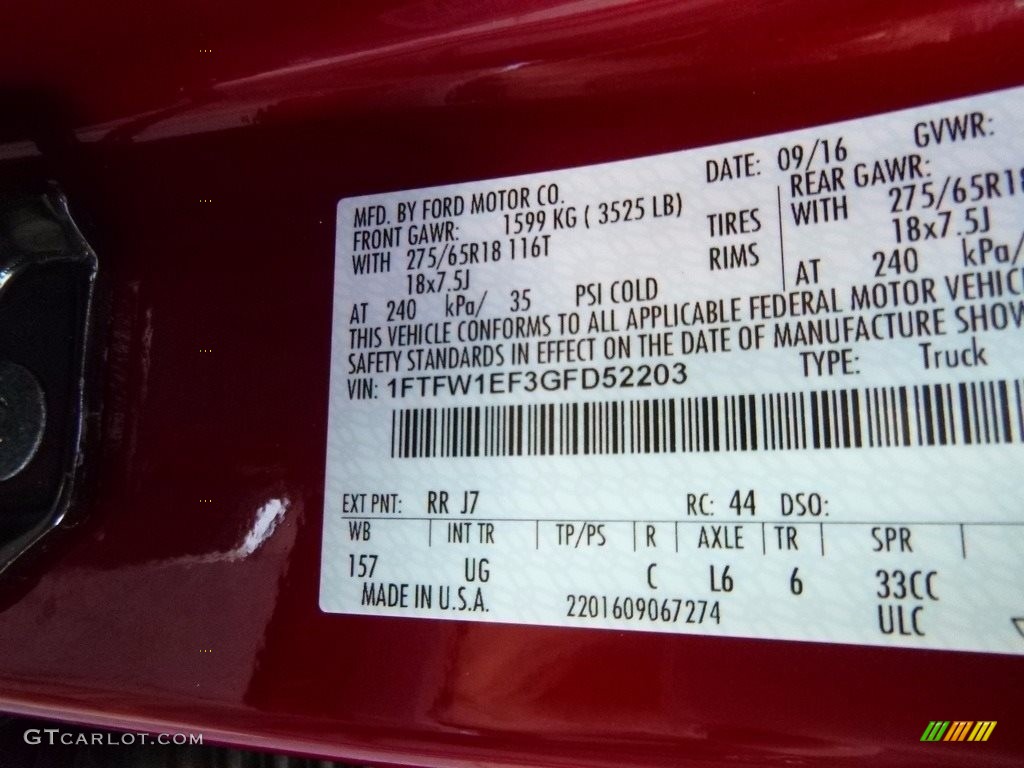 DATE: 09/16 GVWR:
MFD. BY FORD MOTOR CO.
FRONT GAWR: 1599 KG ( 3525 LB)
WITH 275/65R18 116T TIRES
18x7.5J RIMS
AT 240 kPa/ 35 PSI COLD
REAR GAWR:
WITH 275/65R18
18x7.5J
AT 240 kPa/
THIS VEHICLE CONFORMS TO ALL APPLICABLE FEDERAL MOTOR
SAFETY STANDARDS IN EFFECT ON THE DATE OF MANUFACTURE
VIN: 1FTFW1EF3GFD52203 TYPE: Truck
EXT PNT: RR J7 RC: 44 DSO:
WB INT TR TP/PS R AXLE TR SPR
157 UG C L6 6 33CC
MADE IN U.S.A. 2201609067274 ULC
GTCARLOT.COM